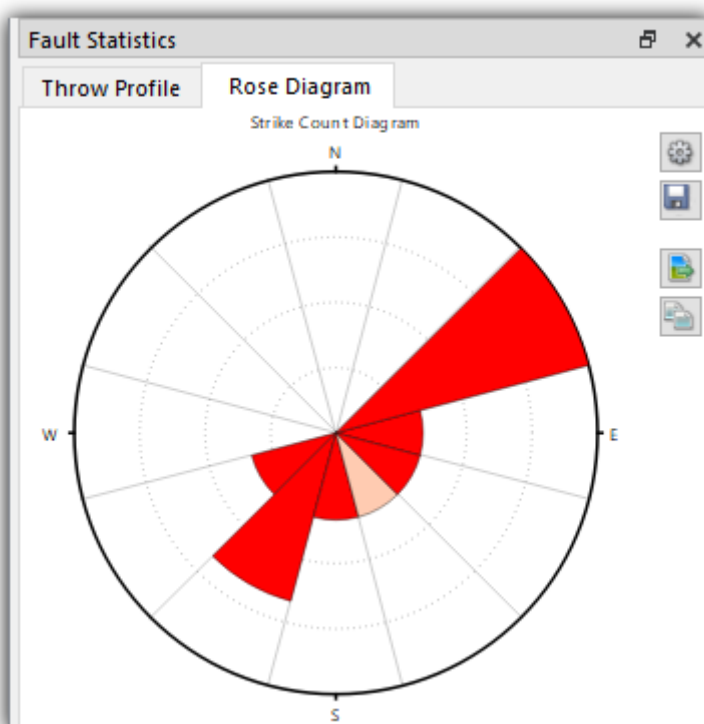 Fault Statistics
Throw Profile
Rose Diagram
Strike Count Diagram
N
W
E
S